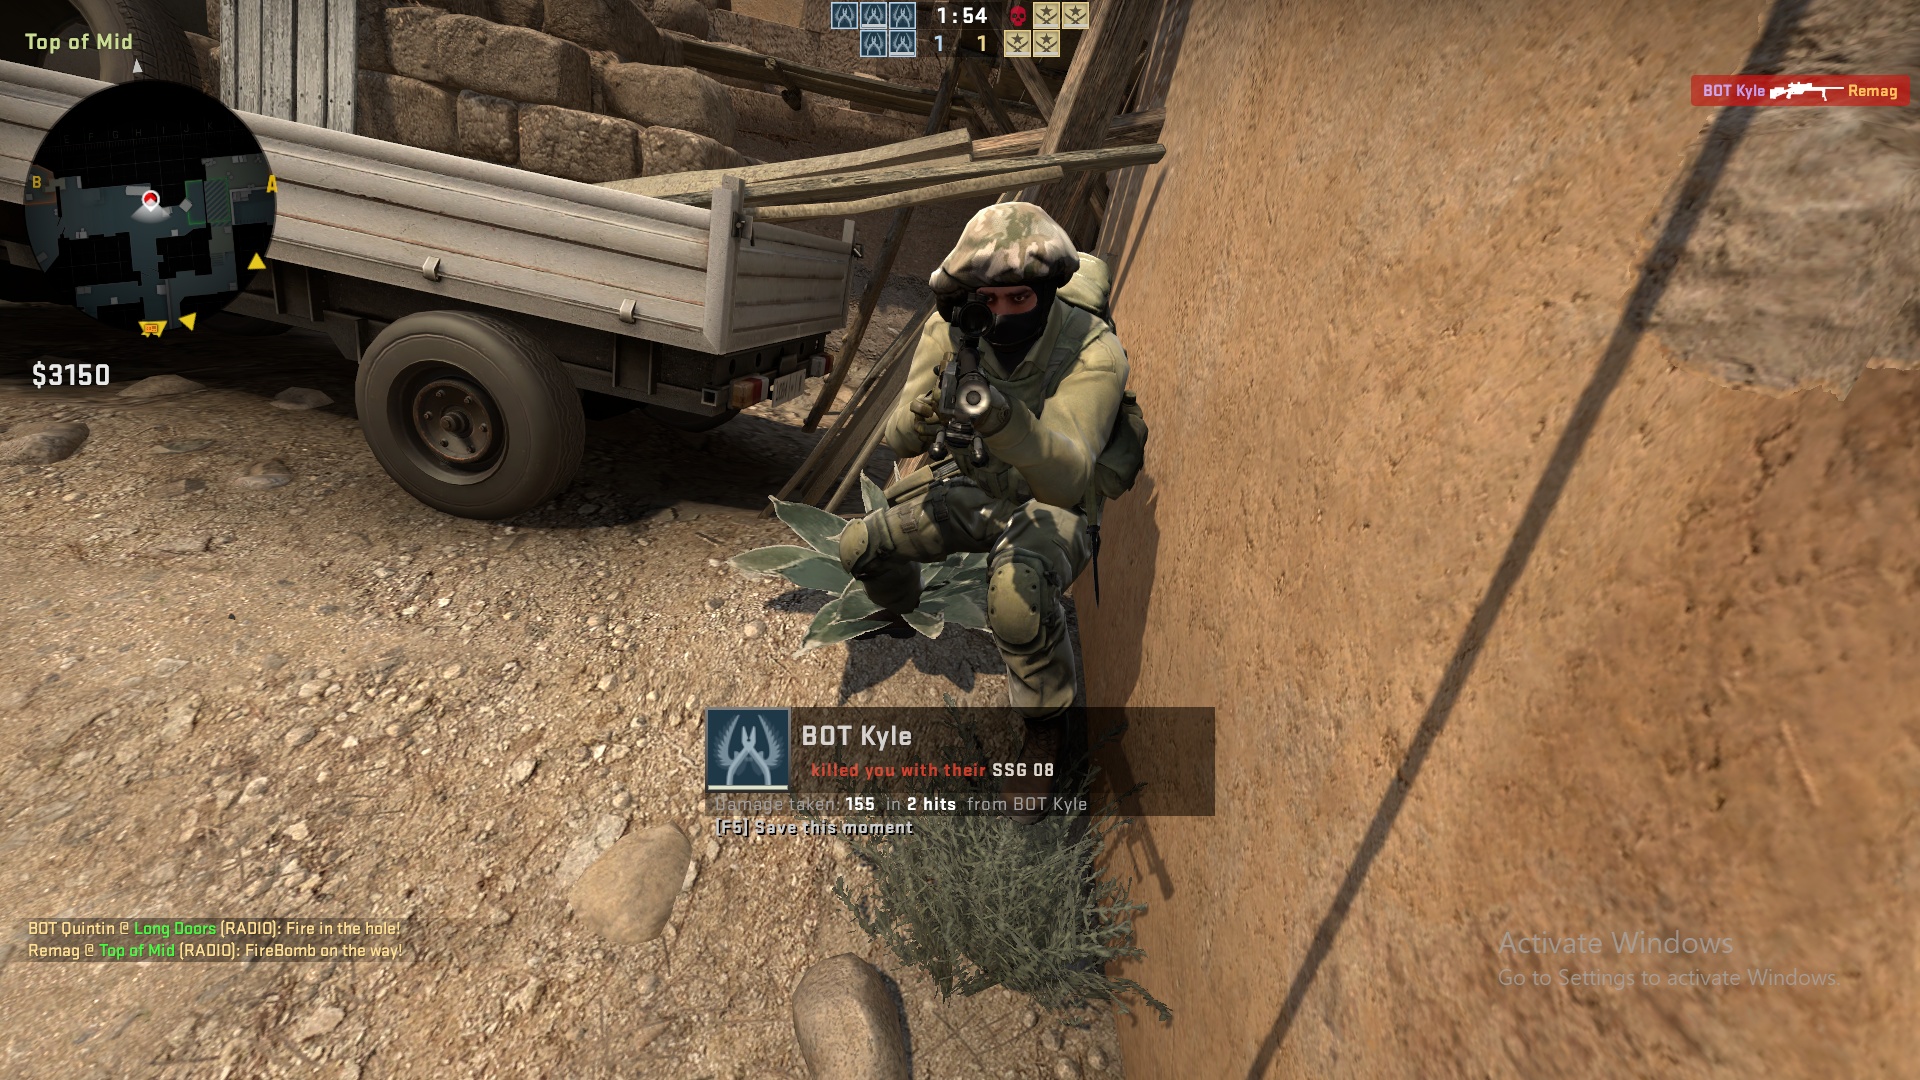 1:54
1 1
Top of Mid
BOT Kyle Remag
B
A
$3150
BOT Kyle
killed you with their SSG 08
Damage taken: 155 in 2 hits from BOT Kyle
[F5] Save this moment
BOT Quintin @ Long Doors (RADIO): Fire in the hole!
Remag @ Top of Mid (RADIO): FireBomb on the way!
Activate Windows
Go to Settings to activate Windows.